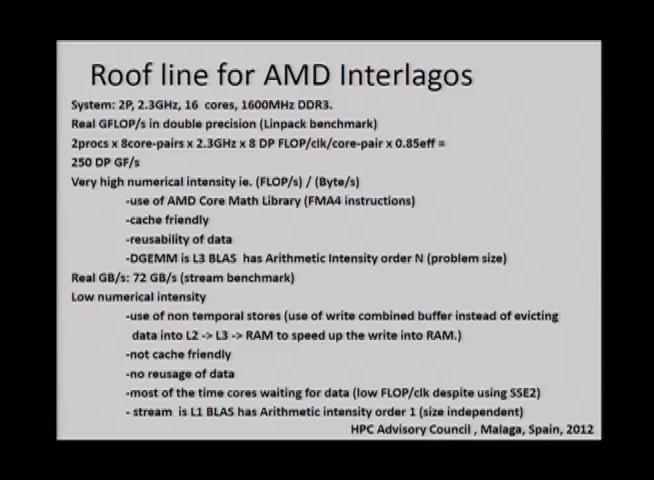 Roof line for AMD Interlagos
System: 2P, 2.3GHz, 16 cores, 1600MHz DDR3.
Real GFLOP/s in double precision (Linpack benchmark)
2procs x 8core-pairs x 2.3GHz x 8 DP FLOP/clk/core-pair x 0.85eff =
250 DP GF/s
Very high numerical intensity ie. (FLOP/s) / (Byte/s)
-use of AMD Core Math Library (FMA4 instructions)
-cache friendly
-reusability of data
-DGEMM is L3 BLAS has Arithmetic Intensity order N (problem size)
Real GB/s: 72 GB/s (stream benchmark)
Low numerical intensity
-use of non temporal stores (use of write combined buffer instead of evicting
data into L2 -> L3 -> RAM to speed up the write into RAM.)
-not cache friendly
-no reusage of data
-most of the time cores waiting for data (low FLOP/clk despite using SSE2)
- stream is L1 BLAS has Arithmetic intensity order 1 (size independent)
HPC Advisory Council , Malaga, Spain, 2012